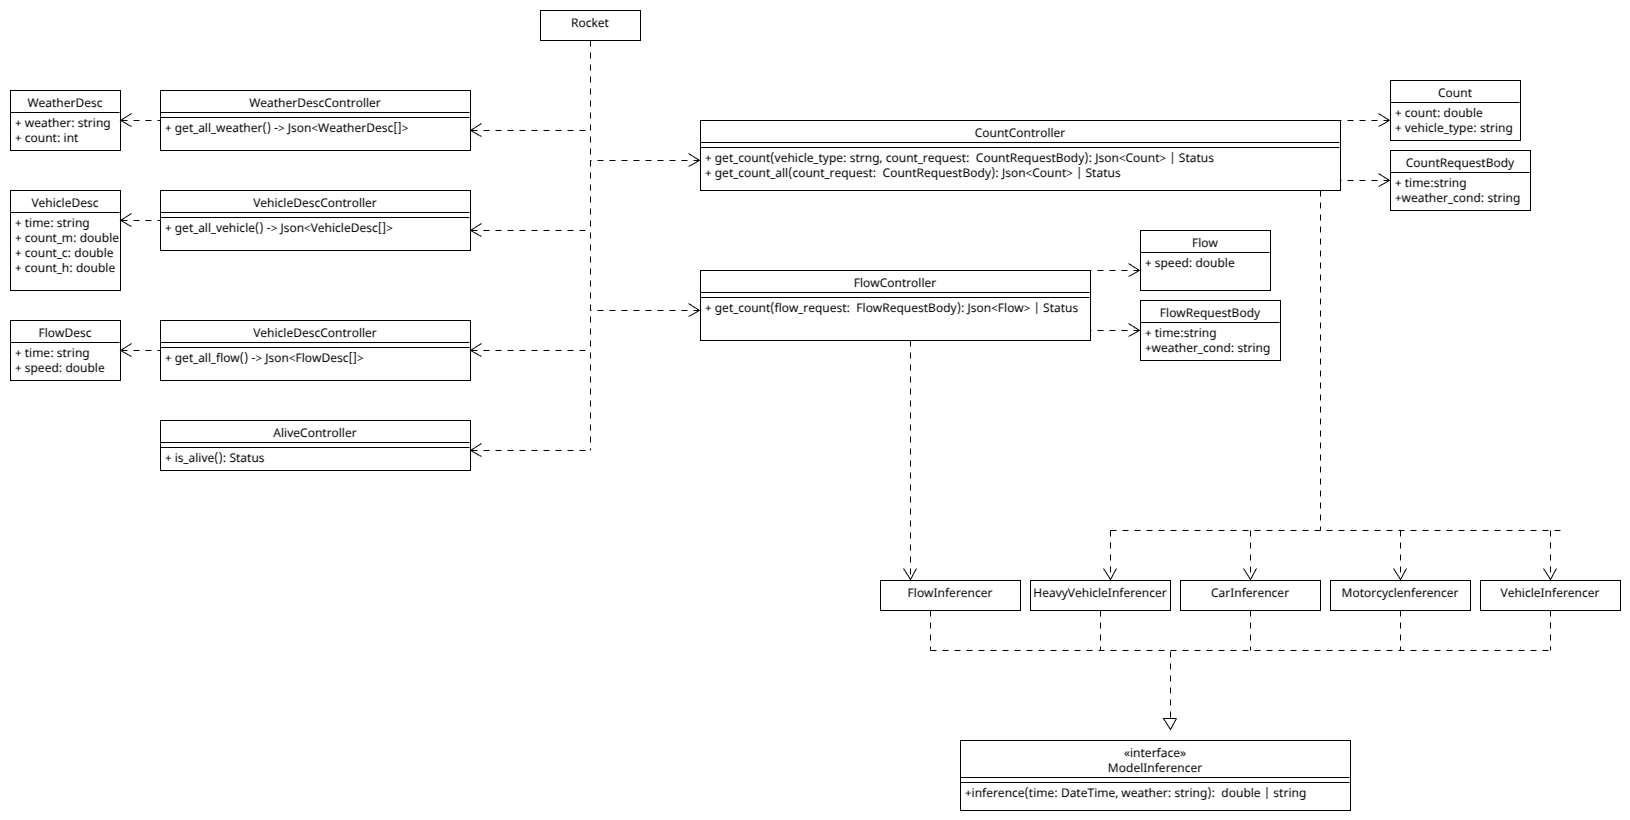 Rocket
WeatherDesc
+ weather: string
+ count: int
WeatherDescController
+ get_all_weather() -> Json<WeatherDesc[]>
VehicleDesc
+ time: string
+ count_m: double
+ count_c: double
+ count_h: double
VehicleDescController
+ get_all_vehicle() -> Json<VehicleDesc[]>
FlowDesc
+ time: string
+ speed: double
VehicleDescController
+ get_all_flow() -> Json<FlowDesc[]>
AliveController
+ is_alive(): Status
CountController
+ get_count(vehicle_type: strng, count_request:  CountRequestBody): Json<Count> | Status
+ get_count_all(count_request:  CountRequestBody): Json<Count> | Status
Count
+ count: double
+ vehicle_type: string
CountRequestBody
+ time:string
+weather_cond: string
FlowController
+ get_count(flow_request:  FlowRequestBody): Json<Flow> | Status
Flow
+ speed: double
FlowRequestBody
+ time:string
+weather_cond: string
FlowInferencer
HeavyVehicleInferencer
CarInferencer
Motorcyclenferencer
VehicleInferencer
«interface»
ModelInferencer
+inference(time: DateTime, weather: string):  double | string